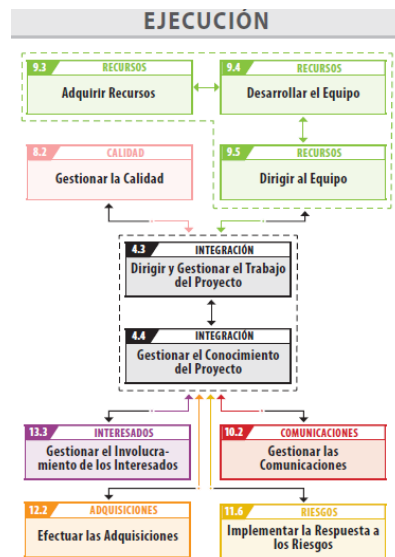 EJECUCIÓN
9.3 RECURSOS
Adquirir Recursos
9.4 RECURSOS
Desarrollar el Equipo
8.2 CALIDAD
Gestionar la Calidad
9.5 RECURSOS
Dirigir al Equipo
4.3 INTEGRACIÓN
Dirigir y Gestionar el Trabajo
del Proyecto
4.4 INTEGRACIÓN
Gestionar el Conocimiento
del Proyecto
13.3 INTERESADOS
Gestionar el Involucra-
miento de los Interesados
10.2 COMUNICACIONES
Gestionar las
Comunicaciones
12.2 ADQUISICIONES
Efectuar las Adquisiciones
11.6 RIESGOS
Implementar la Respuesta a
los Riesgos